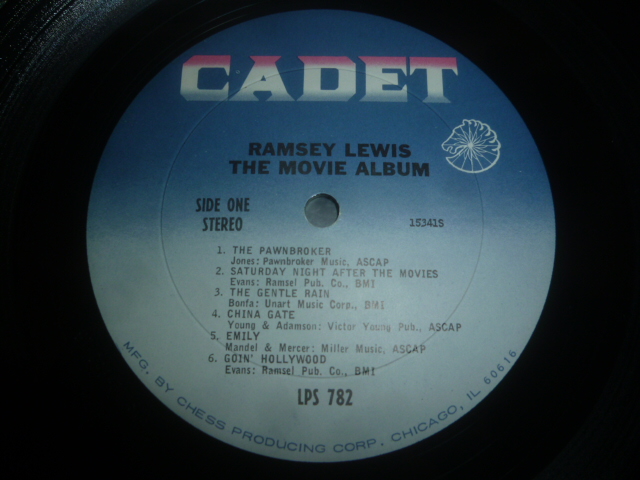 CADET
RAMSEY LEWIS
THE MOVIE ALBUM
SIDE ONE
STEREO
15341S
1. THE PAWNBROKER
Jones: Pawnbroker Music, ASCAP
2. SATURDAY NIGHT AFTER THE MOVIES
Evans: Ramsel Pub. Co., BMI
3. THE GENTLE RAIN
Bonfa: Unart Music Corp., BMI
4. CHINA GATE
Young & Adamson: Victor Young Pub., ASCAP
5. EMILY
Mandel & Mercer: Miller Music, ASCAP
6. GOIN' HOLLYWOOD
Evans: Ramsel Pub. Co., BMI
LPS 782
MFG. BY CHESS PRODUCING CORP. CHICAGO, IL 60616